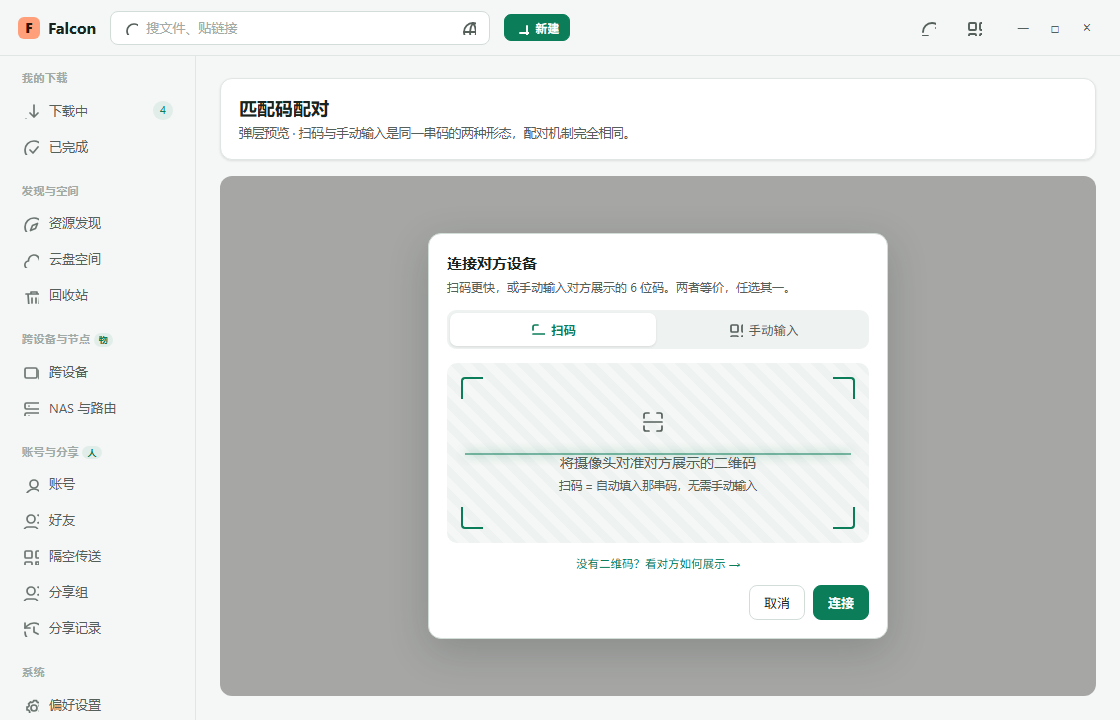 F Falcon
搜文件、贴链接
新建
我的下载
下载中 4
已完成
发现与空间
资源发现
云盘空间
回收站
跨设备与节点 物
跨设备
NAS 与路由
账号与分享 人
账号
好友
隔空传送
分享组
分享记录
系统
偏好设置
匹配码配对
弹层预览 · 扫码与手动输入是同一串码的两种形态，配对机制完全相同。
连接对方设备
扫码更快，或手动输入对方展示的 6 位码。两者等价，任选其一。
扫码 手动输入
将摄像头对准对方展示的二维码
扫码 = 自动填入那串码，无需手动输入
没有二维码？看对方如何展示 →
取消 连接